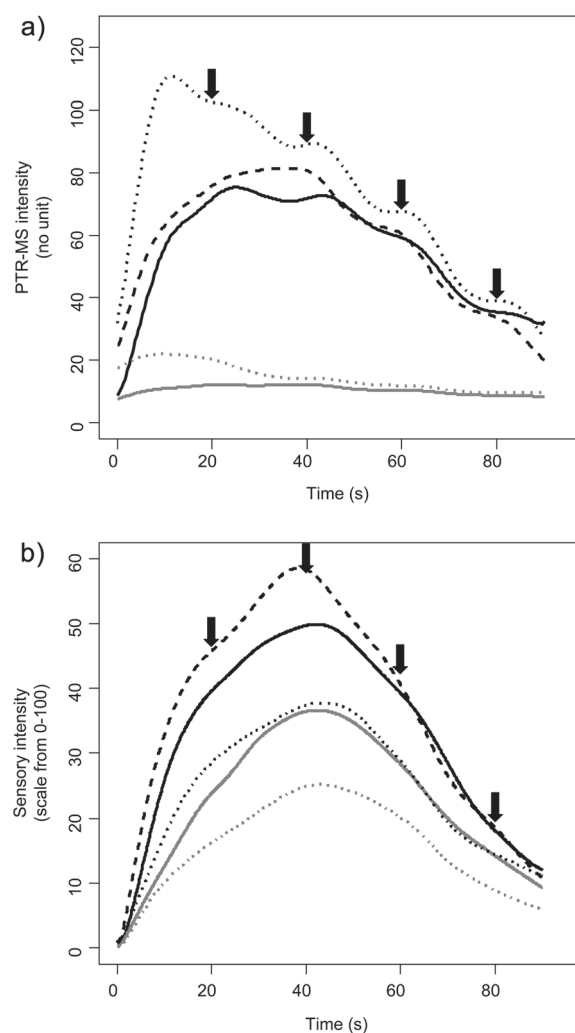 a)
120
100
80
60
40
20
0
PTR-MS intensity
(no unit)
0 20 40 60 80
Time (s)
b)
60
50
40
30
20
10
0
Sensory intensity
(scale from 0-100)
0 20 40 60 80
Time (s)